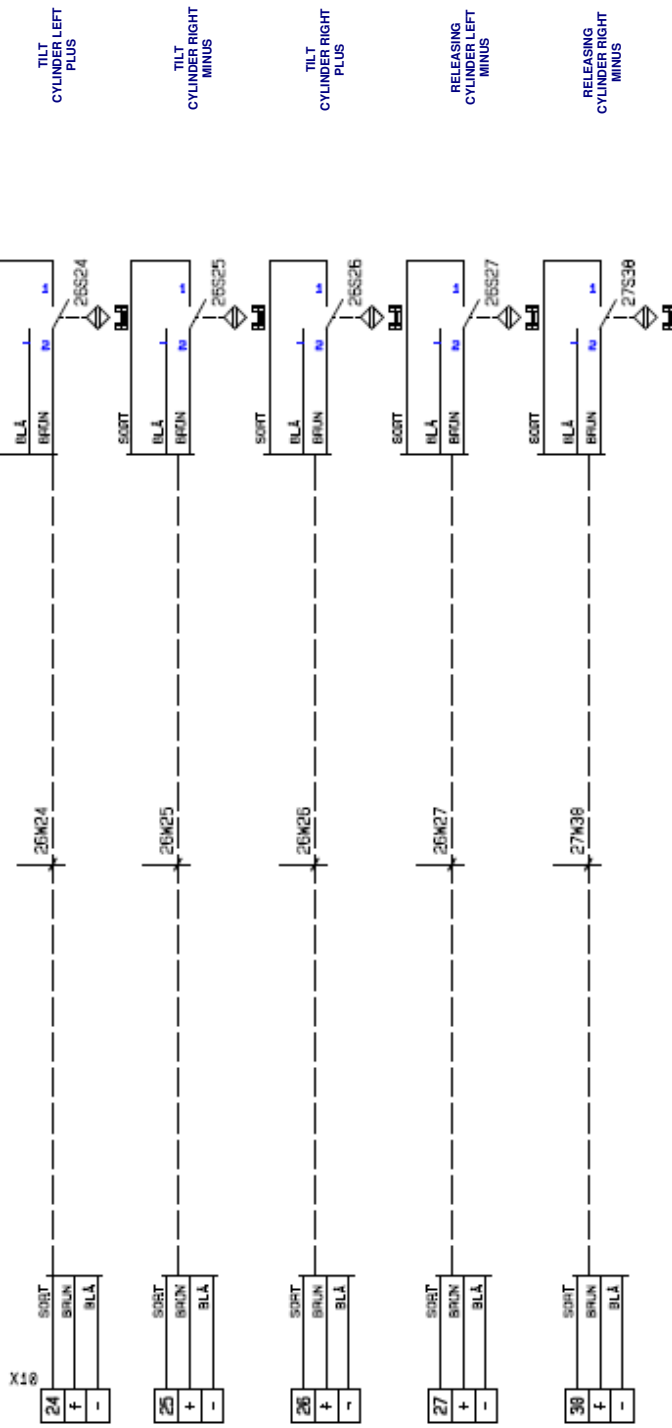 TILT
CYLINDER LEFT
PLUS
TILT
CYLINDER RIGHT
MINUS
TILT
CYLINDER RIGHT
PLUS
RELEASING
CYLINDER LEFT
MINUS
RELEASING
CYLINDER RIGHT
MINUS
BLÅ
BRUN
1
2
26S24
SORT
BLÅ
BRUN
1
2
26S25
SORT
BLÅ
BRUN
1
2
26S26
SORT
BLÅ
BRUN
1
2
26S27
SORT
BLÅ
BRUN
1
2
27S30
26W24
26W25
26W26
26W27
27W30
X10
SORT
BRUN
BLÅ
24
+
-
SORT
BRUN
BLÅ
25
+
-
SORT
BRUN
BLÅ
26
+
-
SORT
BRUN
BLÅ
27
+
-
SORT
BRUN
BLÅ
30
+
-